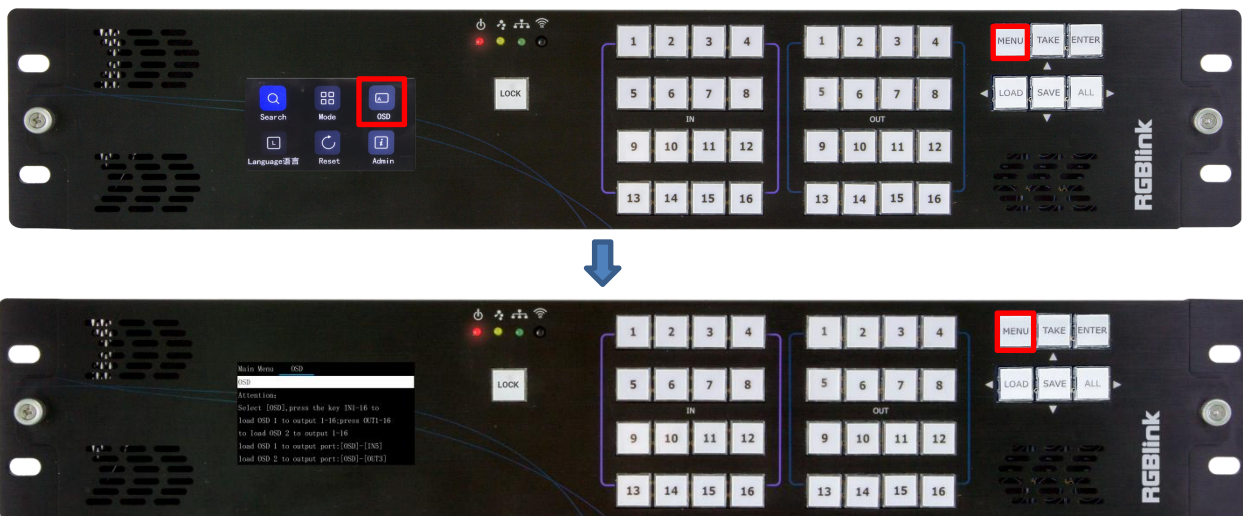 1 2 3 4 1 2 3 4
MENU TAKE ENTER
Search Mode OSD
LOCK
5 6 7 8 5 6 7 8
LOAD SAVE ALL
IN OUT
Language语言 Reset Admin
9 10 11 12 9 10 11 12
13 14 15 16 13 14 15 16
RGBlink
1 2 3 4 1 2 3 4
MENU TAKE ENTER
Main Menu OSD
OSD
Attention:
Select [OSD],press the key IN1-16 to
load OSD 1 to output 1-16;press OUT1-16
to load OSD 2 to output 1-16
load OSD 1 to output port:[OSD]-[IN5]
load OSD 2 to output port:[OSD]-[OUT3]
LOCK
5 6 7 8 5 6 7 8
LOAD SAVE ALL
IN OUT
9 10 11 12 9 10 11 12
13 14 15 16 13 14 15 16
RGBlink